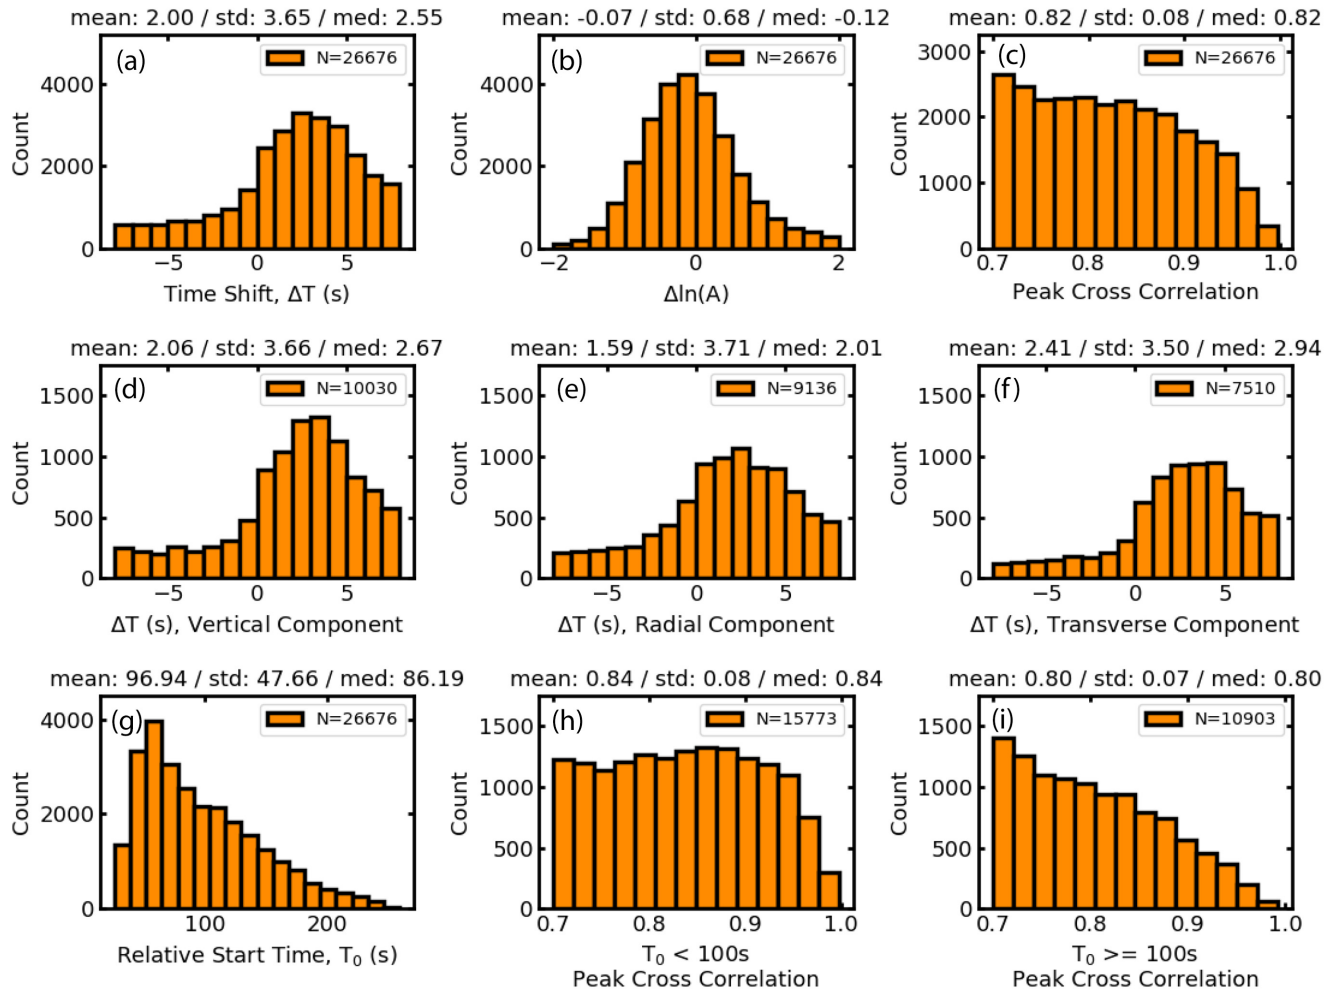 mean: 2.00 / std: 3.65 / med: 2.55
(a)
N=26676
4000
2000
0
Count
−5 0 5
Time Shift, ΔT (s)
mean: -0.07 / std: 0.68 / med: -0.12
(b)
N=26676
4000
2000
0
Count
−2 0 2
Δln(A)
mean: 0.82 / std: 0.08 / med: 0.82
(c)
N=26676
3000
2000
1000
0
Count
0.7 0.8 0.9 1.0
Peak Cross Correlation
mean: 2.06 / std: 3.66 / med: 2.67
(d)
N=10030
1500
1000
500
0
Count
−5 0 5
ΔT (s), Vertical Component
mean: 1.59 / std: 3.71 / med: 2.01
(e)
N=9136
1500
1000
500
0
Count
−5 0 5
ΔT (s), Radial Component
mean: 2.41 / std: 3.50 / med: 2.94
(f)
N=7510
1500
1000
500
0
Count
−5 0 5
ΔT (s), Transverse Component
mean: 96.94 / std: 47.66 / med: 86.19
(g)
N=26676
4000
2000
0
Count
100 200
Relative Start Time, T₀ (s)
mean: 0.84 / std: 0.08 / med: 0.84
(h)
N=15773
1500
1000
500
0
Count
0.7 0.8 0.9 1.0
T₀ < 100s
Peak Cross Correlation
mean: 0.80 / std: 0.07 / med: 0.80
(i)
N=10903
1500
1000
500
0
Count
0.7 0.8 0.9 1.0
T₀ >= 100s
Peak Cross Correlation